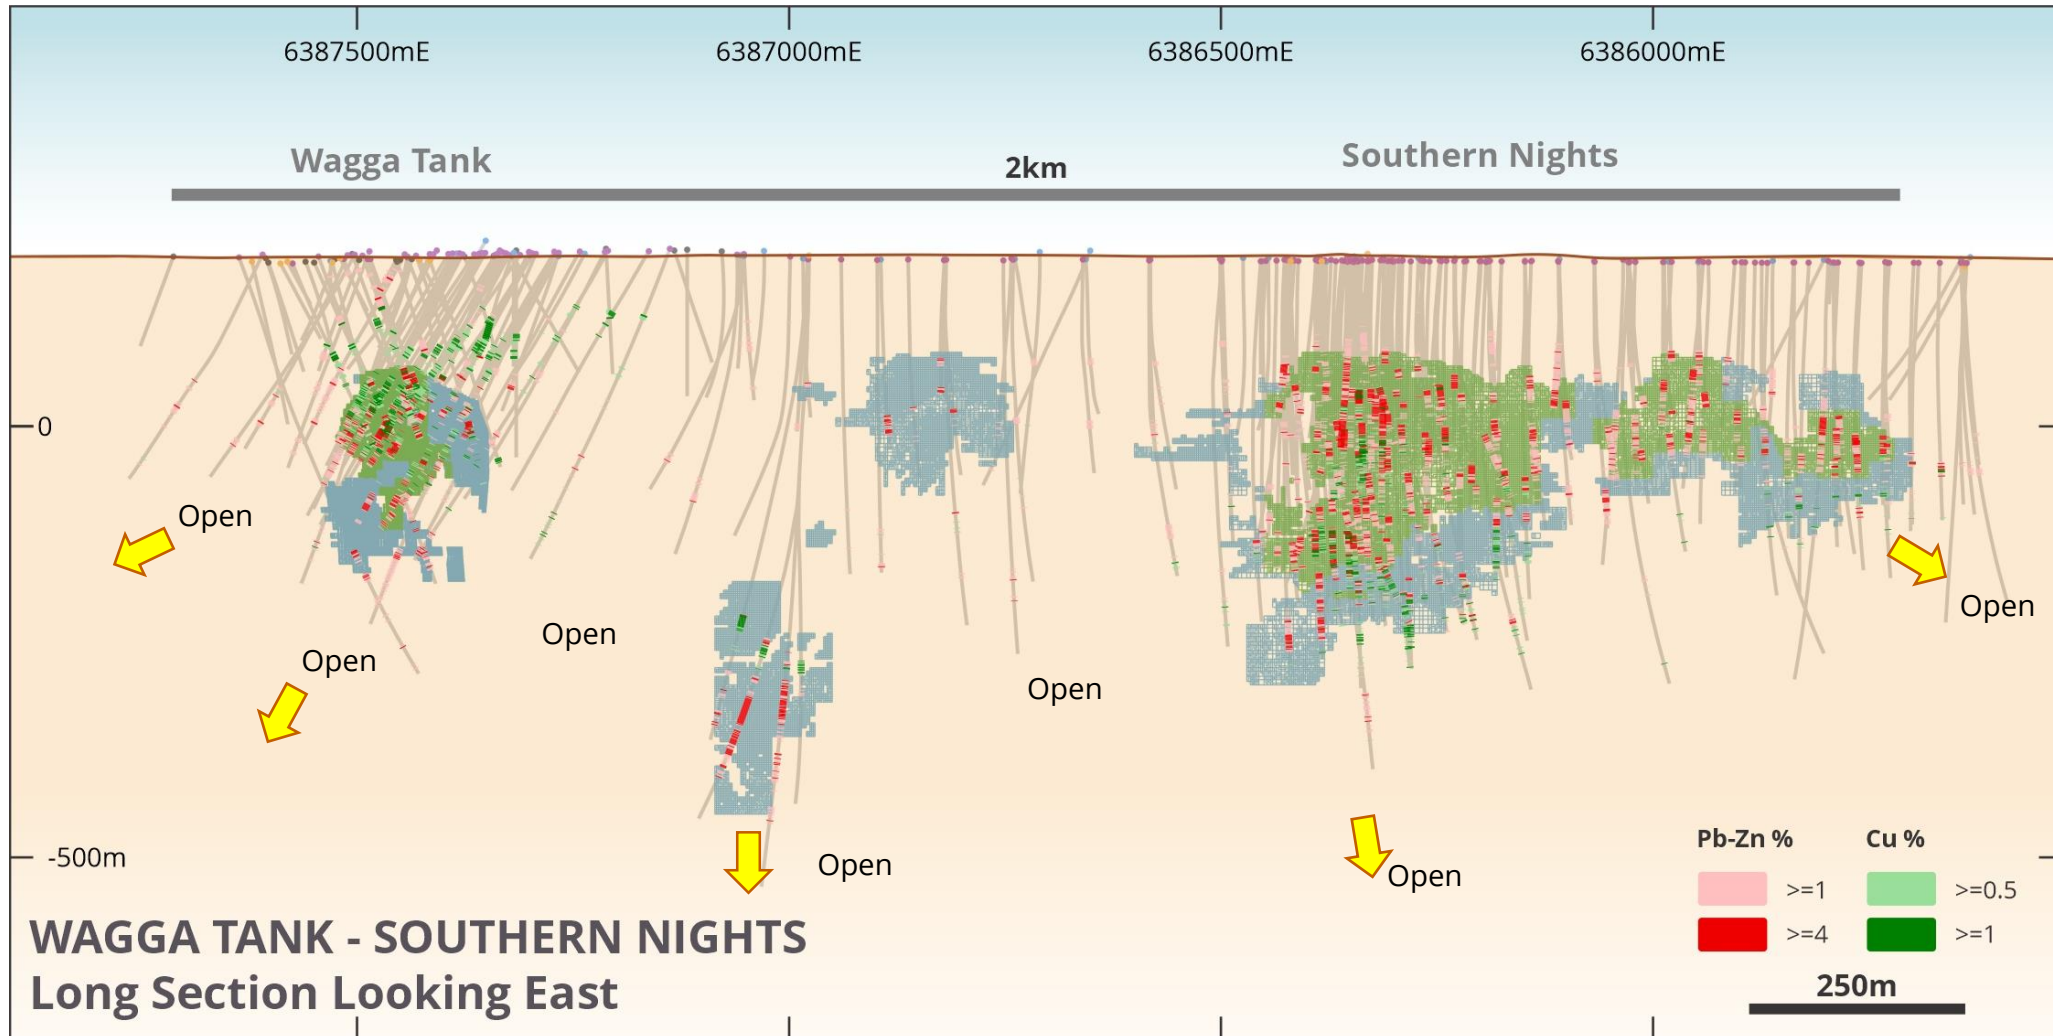 6387500mE 6387000mE 6386500mE 6386000mE
Wagga Tank 2km Southern Nights
0
Open
Open
Open
Open
Open
Open
Open
-500m
Pb-Zn % Cu %
>=1 >=0.5
>=4 >=1
250m
WAGGA TANK - SOUTHERN NIGHTS
Long Section Looking East